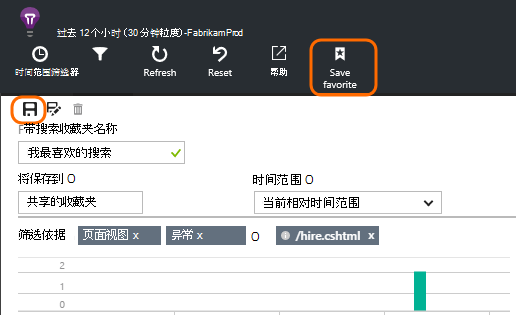 过去 12 个小时 (30 分钟粒度) -FabrikamProd
时间范围筛选器
Refresh
Reset
帮助
Save favorite
F带搜索收藏夹名称
我最喜欢的搜索
将保存到 O
时间范围 O
共享的收藏夹
当前相对时间范围
筛选依据 页面视图 x 异常 x O /hire.cshtml x
2
1
0